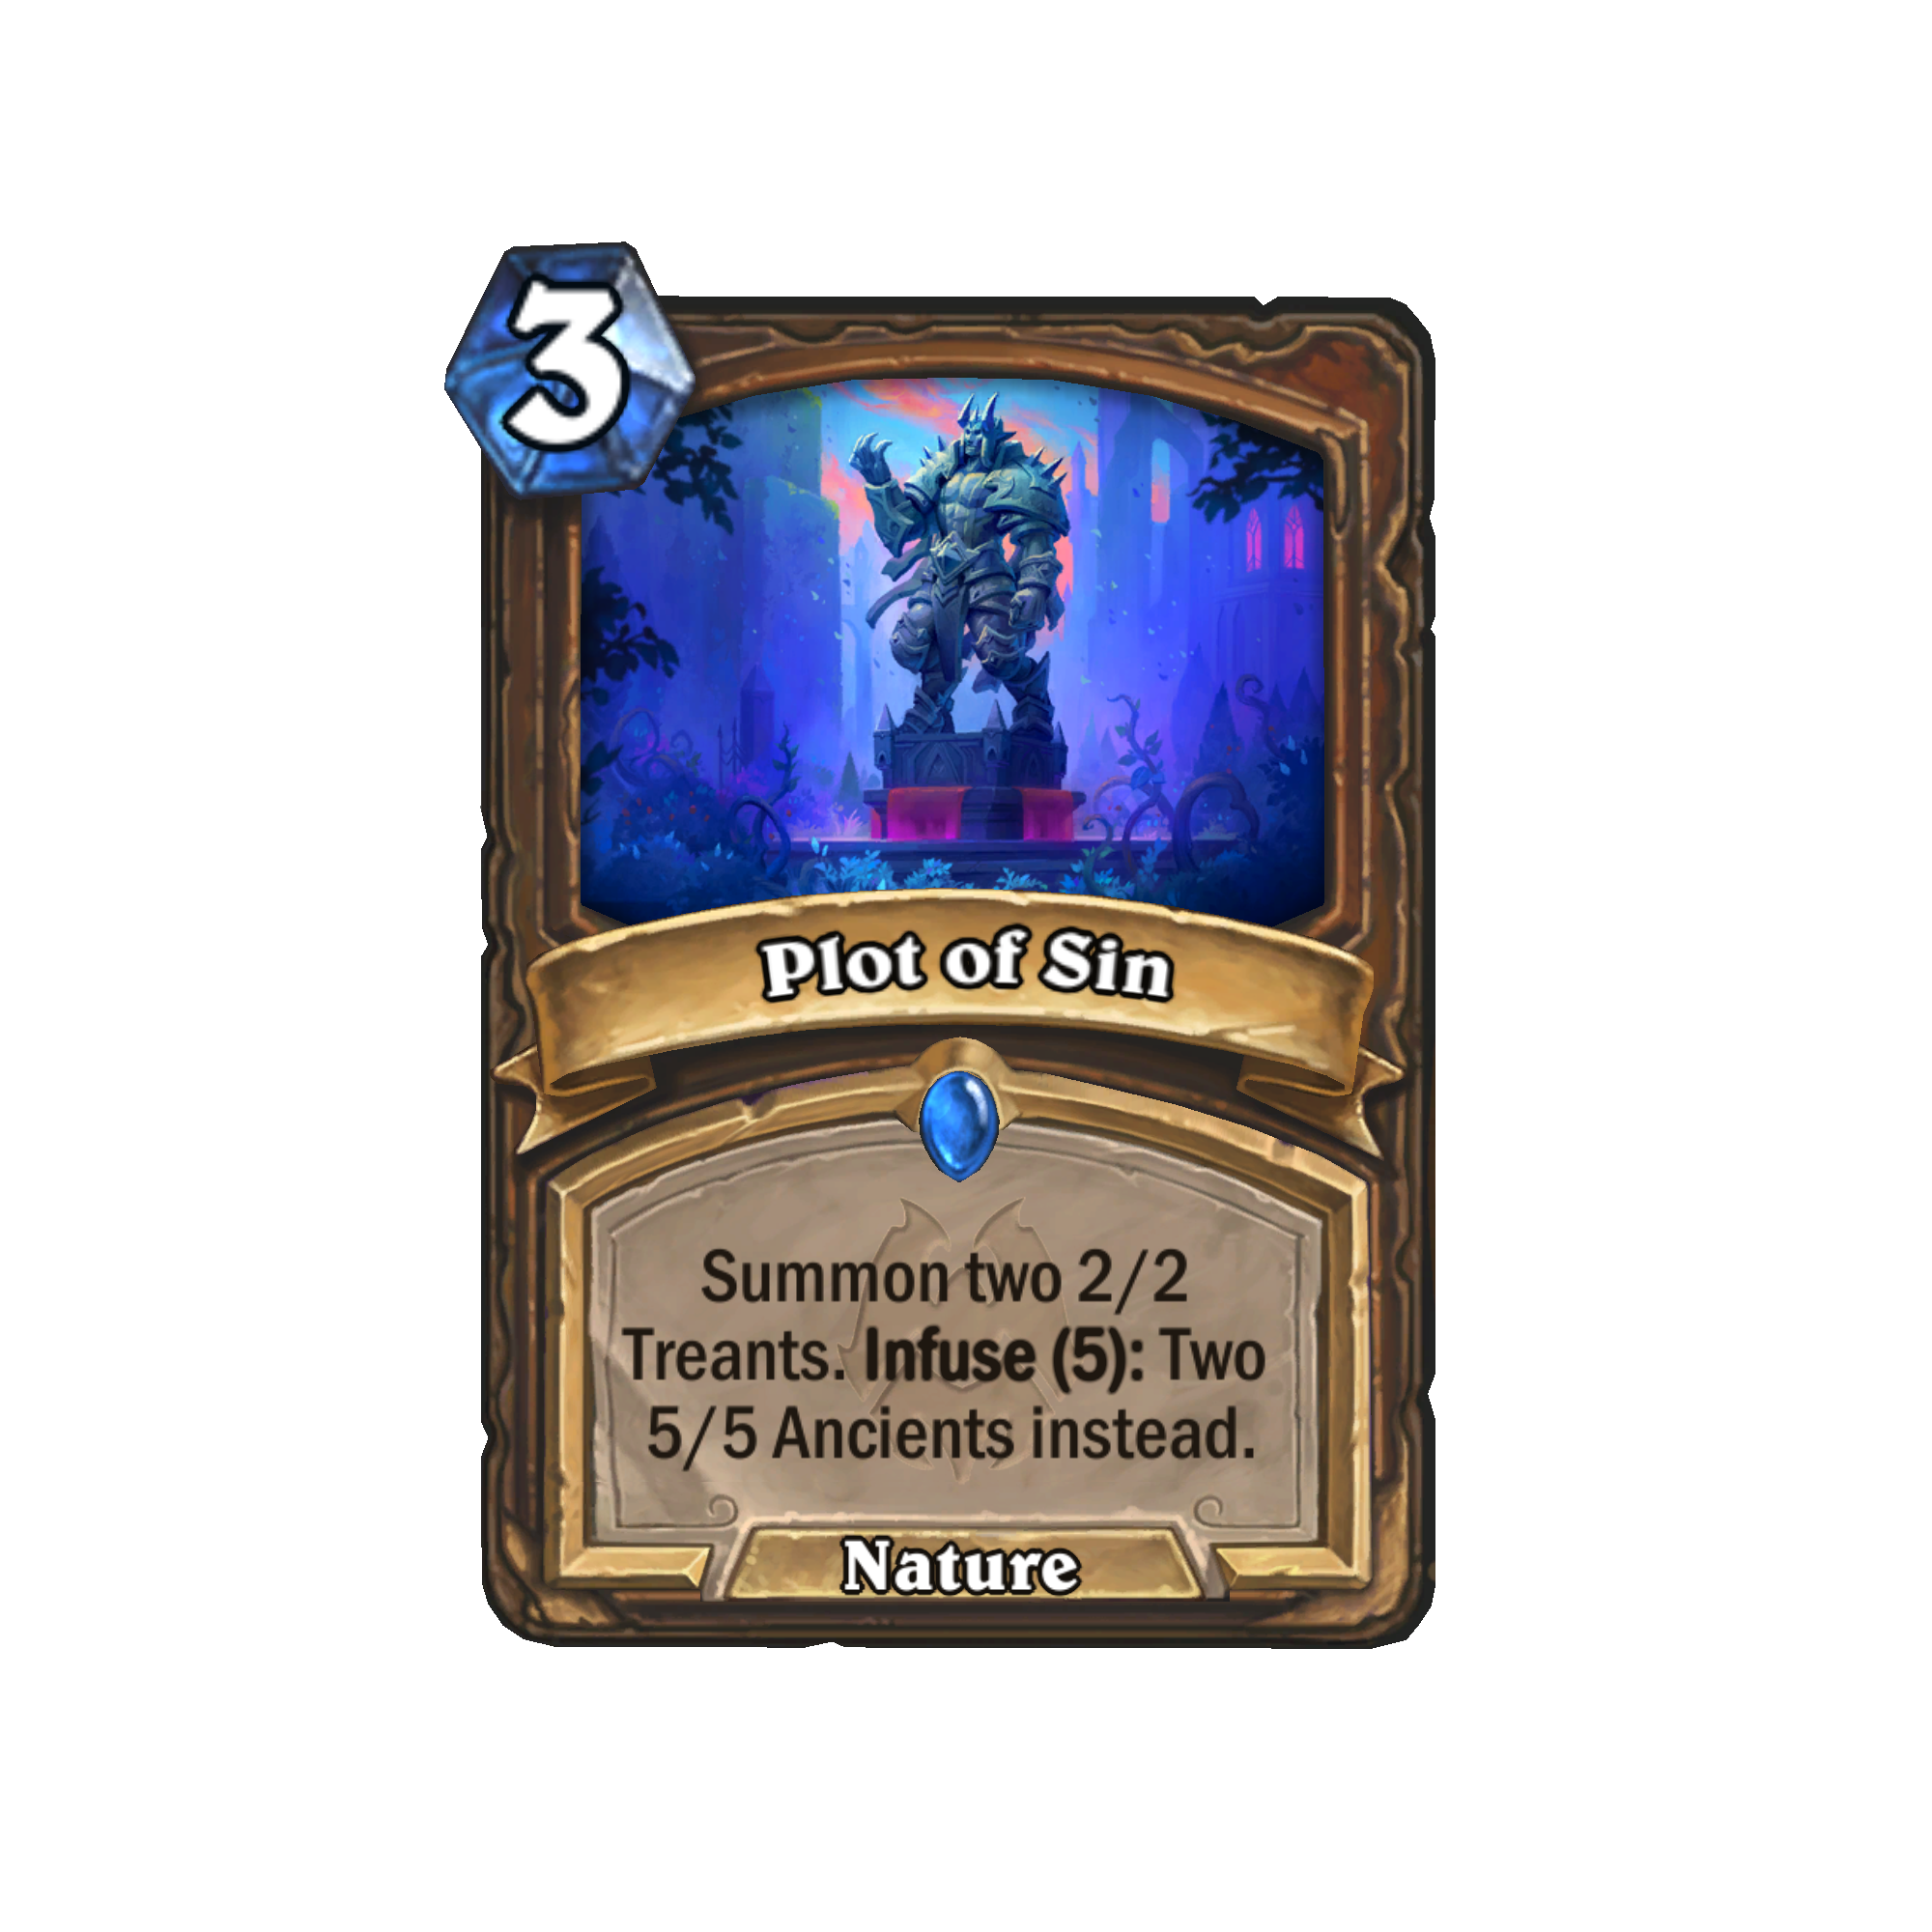 3
Plot of Sin
Summon two 2/2
Treants. Infuse (5): Two
5/5 Ancients instead.
Nature